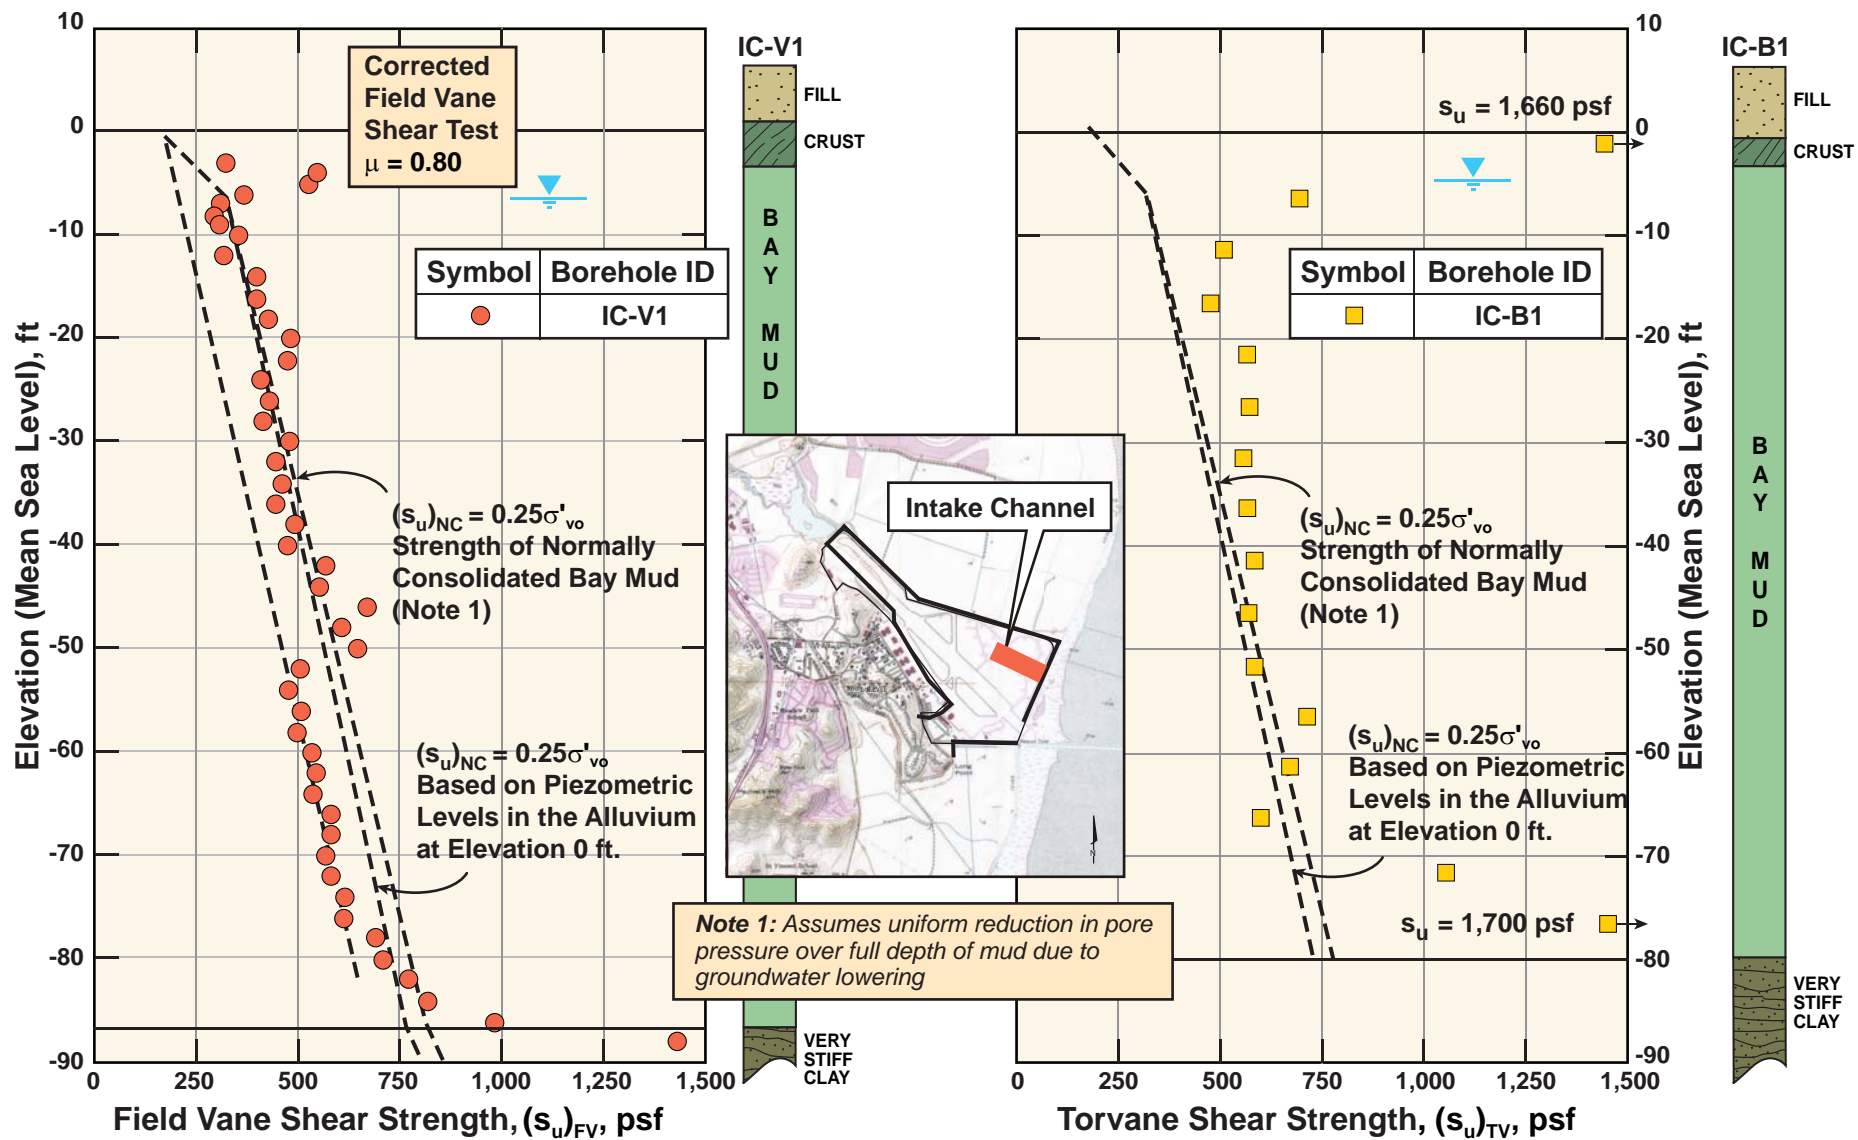 10
0
-10
-20
-30
-40
-50
-60
-70
-80
-90
Elevation (Mean Sea Level), ft
0
250
500
750
1,000
1,250
1,500
Field Vane Shear Strength, (su)FV, psf
Corrected
Field Vane
Shear Test
μ = 0.80
Symbol Borehole ID
IC-V1
(su)NC = 0.25σ'vo
Strength of Normally
Consolidated Bay Mud
(Note 1)
(su)NC = 0.25σ'vo
Based on Piezometric
Levels in the Alluvium
at Elevation 0 ft.
IC-V1
FILL
CRUST
BAY MUD
VERY
STIFF
CLAY
Intake Channel
Note 1: Assumes uniform reduction in pore
pressure over full depth of mud due to
groundwater lowering
su = 1,660 psf
Symbol Borehole ID
IC-B1
(su)NC = 0.25σ'vo
Strength of Normally
Consolidated Bay Mud
(Note 1)
(su)NC = 0.25σ'vo
Based on Piezometric
Levels in the Alluvium
at Elevation 0 ft.
su = 1,700 psf
0
250
500
750
1,000
1,250
1,500
Torvane Shear Strength, (su)TV, psf
10
0
-10
-20
-30
-40
-50
-60
-70
-80
-90
Elevation (Mean Sea Level), ft
IC-B1
FILL
CRUST
BAY MUD
VERY
STIFF
CLAY